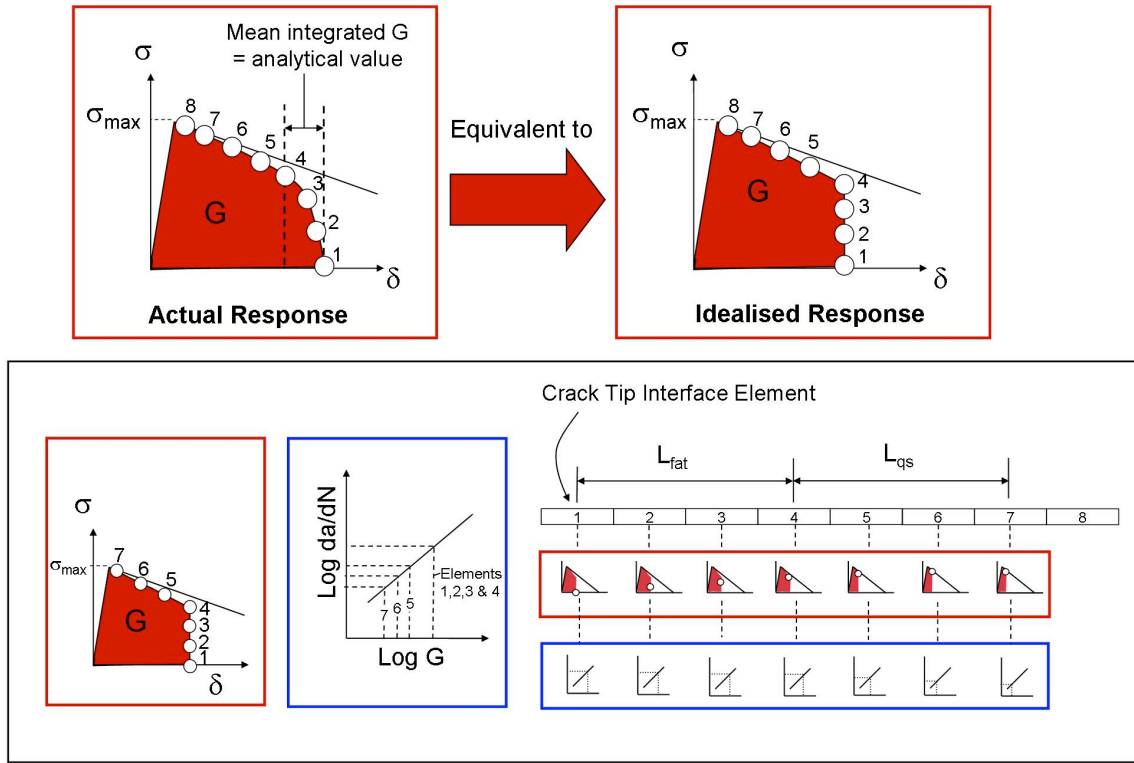 Mean integrated G
= analytical value
σ
σmax
8
7
6
5
4
3
2
1
G
δ
Actual Response
Equivalent to
σ
σmax
8
7
6
5
4
3
2
1
G
δ
Idealised Response
Crack Tip Interface Element
σ
σmax
7
6
5
4
3
2
1
G
δ
Log da/dN
Elements
1,2,3 & 4
7 6 5
Log G
Lfat
Lqs
1 2 3 4 5 6 7 8